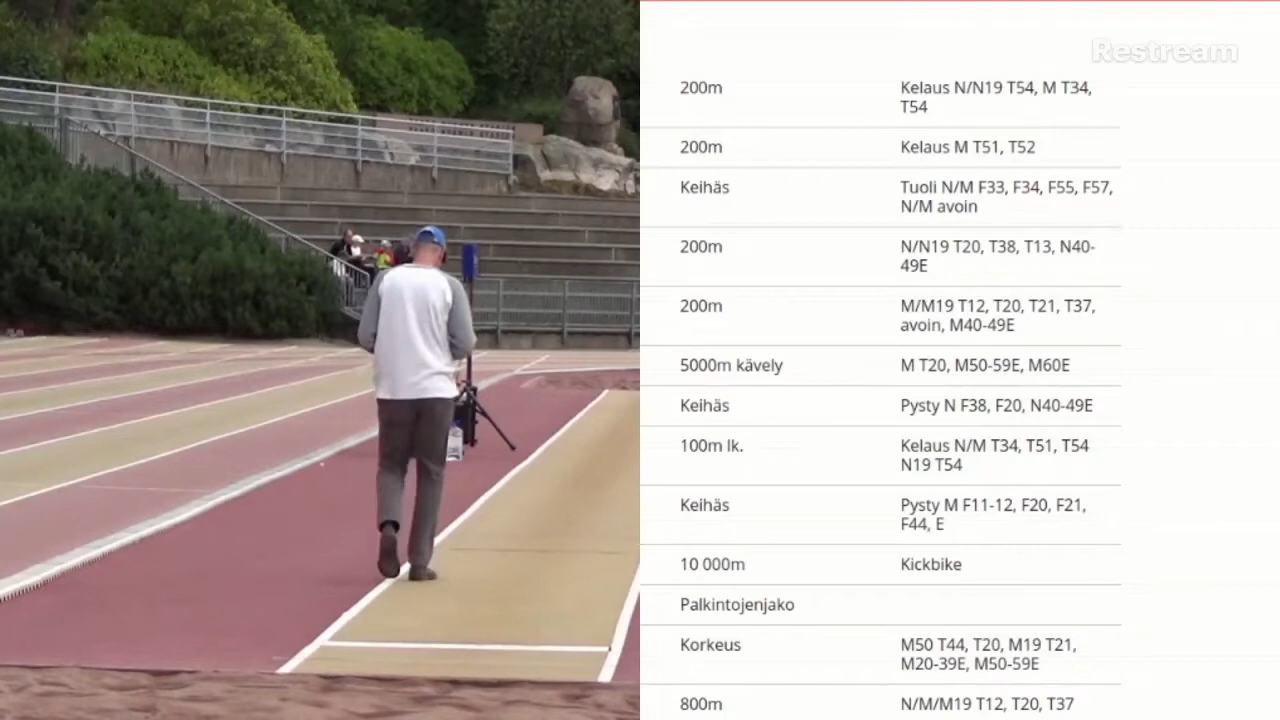 Restream
200m Kelaus N/N19 T54, M T34,
T54
200m Kelaus M T51, T52
Keihäs Tuoli N/M F33, F34, F55, F57,
N/M avoin
200m N/N19 T20, T38, T13, N40-
49E
200m M/M19 T12, T20, T21, T37,
avoin, M40-49E
5000m kävely M T20, M50-59E, M60E
Keihäs Pysty N F38, F20, N40-49E
100m lk. Kelaus N/M T34, T51, T54
N19 T54
Keihäs Pysty M F11-12, F20, F21,
F44, E
10 000m Kickbike
Palkintojenjako
Korkeus M50 T44, T20, M19 T21,
M20-39E, M50-59E
800m N/M/M19 T12, T20, T37